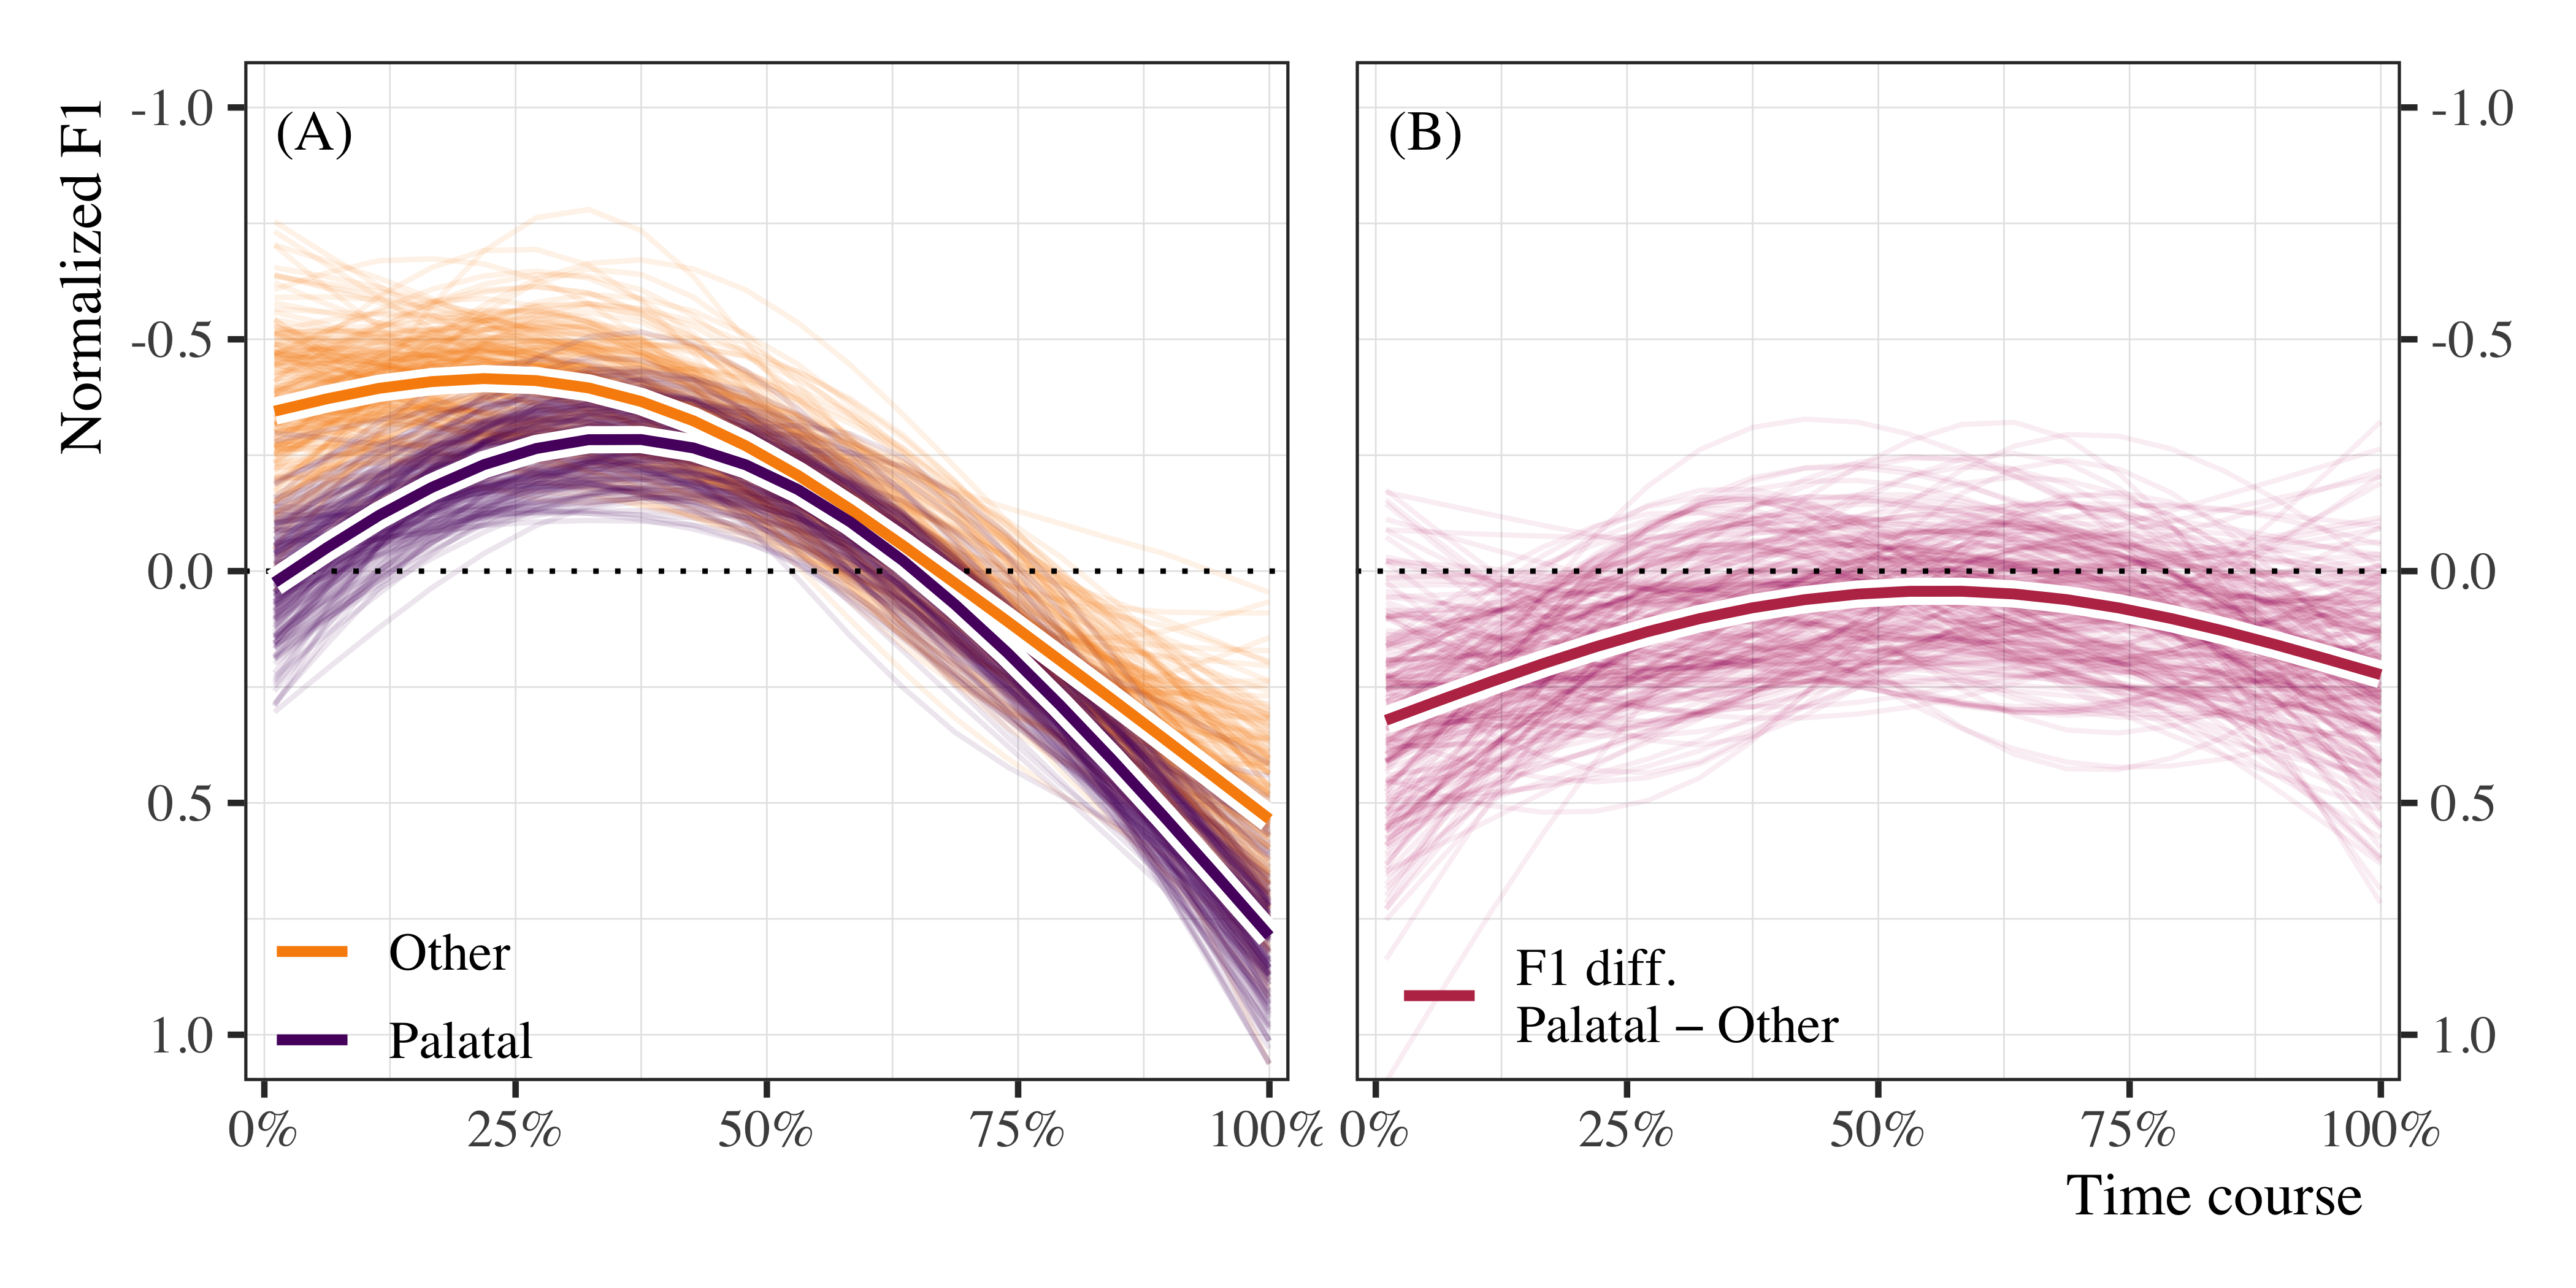 Normalized F1
-1.0
-0.5
0.0
0.5
1.0
(A)
Other
Palatal
0%
25%
50%
75%
100%
(B)
F1 diff.
Palatal – Other
-1.0
-0.5
0.0
0.5
1.0
0%
25%
50%
75%
100%
Time course